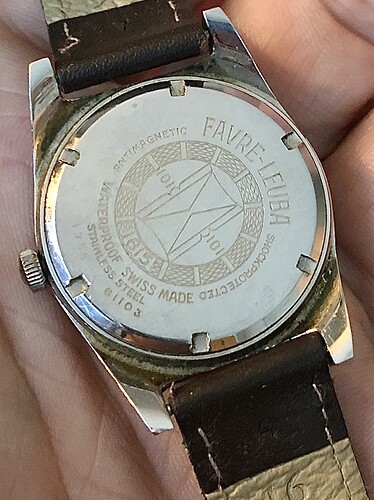 FAVRE-LEUBA
SHOCKPROTECTED
SWISS MADE
WATERPROOF
ANTIMAGNETIC
STAINLESS STEEL
61103